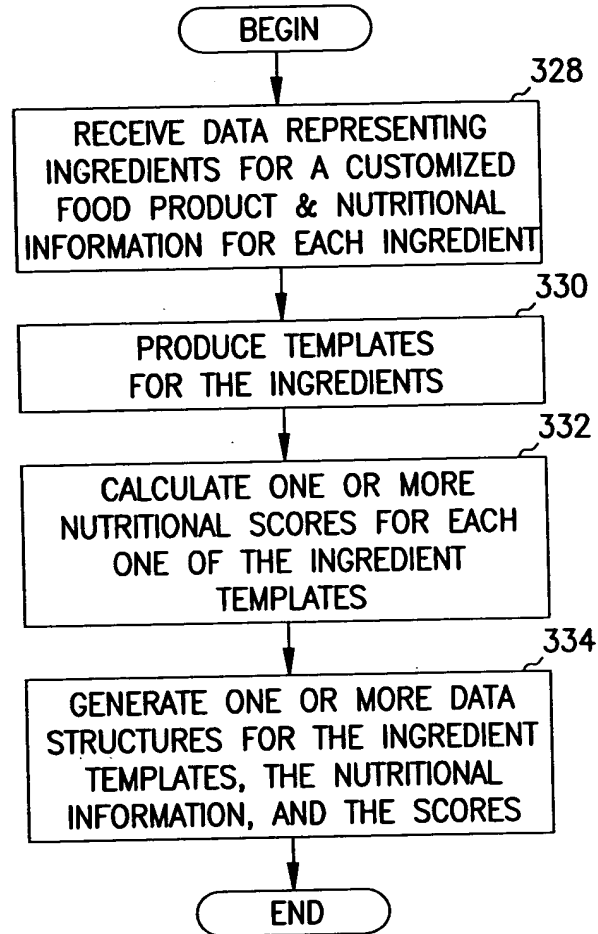 BEGIN
328
RECEIVE DATA REPRESENTING
INGREDIENTS FOR A CUSTOMIZED
FOOD PRODUCT & NUTRITIONAL
INFORMATION FOR EACH INGREDIENT
330
PRODUCE TEMPLATES
FOR THE INGREDIENTS
332
CALCULATE ONE OR MORE
NUTRITIONAL SCORES FOR EACH
ONE OF THE INGREDIENT
TEMPLATES
334
GENERATE ONE OR MORE DATA
STRUCTURES FOR THE INGREDIENT
TEMPLATES, THE NUTRITIONAL
INFORMATION, AND THE SCORES
END